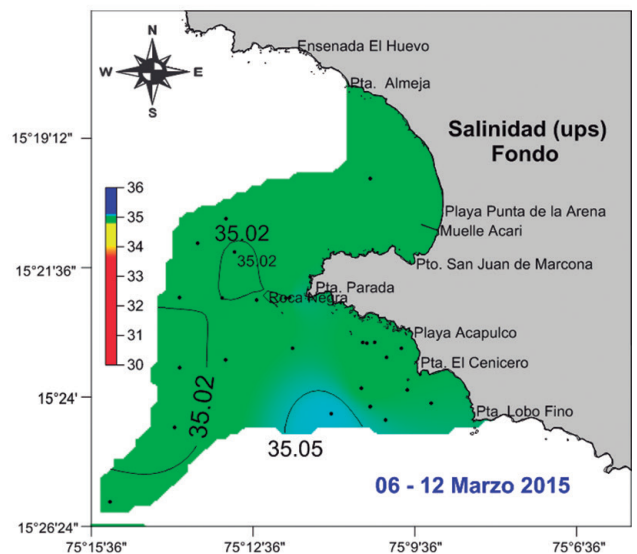 N
W E
S
Ensenada El Huevo
Pta. Almeja
Salinidad (ups)
Fondo
15°19'12"
36
35
34
33
32
31
30
35.02
35.02
Playa Punta de la Arena
Muelle Acari
15°21'36"
Pto. San Juan de Marcona
Pta. Parada
Roca Negra
Playa Acapulco
Pta. El Cenicero
15°24'
35.02
Pta. Lobo Fino
35.05
06 - 12 Marzo 2015
15°26'24"
75°15'36" 75°12'36" 75°9'36" 75°6'36"